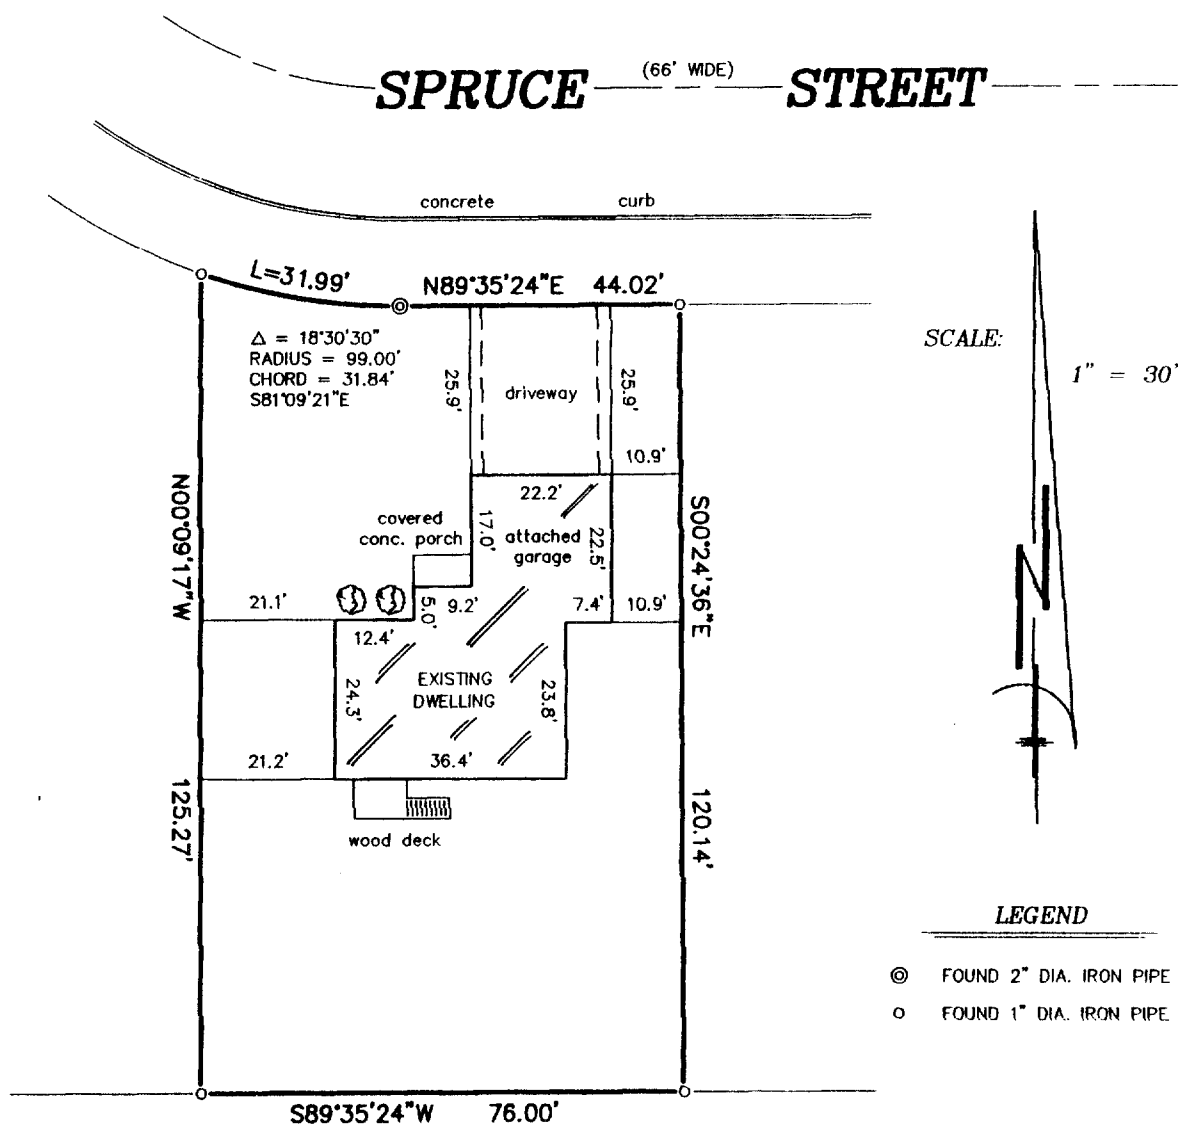 SPRUCE (66' WIDE) STREET
concrete curb
L=31.99'
N89°35'24"E 44.02'
Δ = 18°30'30"
RADIUS = 99.00'
CHORD = 31.84'
S81°09'21"E
25.9'
driveway
25.9'
10.9'
SCALE:
1" = 30'
N00°09'17"W
125.27'
22.2'
covered
conc. porch
17.0'
attached
garage
22.5'
S00°24'36"E
120.14'
21.1'
5.0'
9.2'
7.4'
10.9'
12.4'
EXISTING
DWELLING
24.3'
23.8'
21.2'
36.4'
wood deck
N
LEGEND
FOUND 2" DIA. IRON PIPE
FOUND 1" DIA. IRON PIPE
S89°35'24"W 76.00'